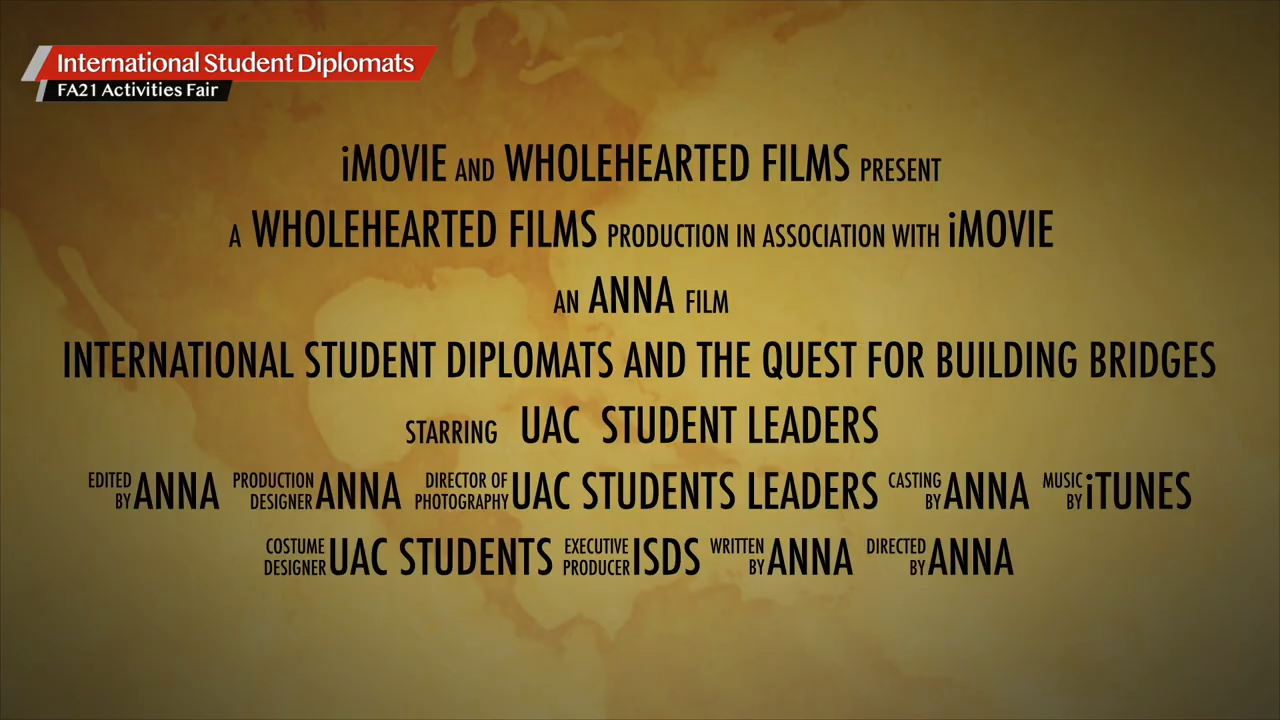 International Student Diplomats
FA21 Activities Fair
iMOVIE AND WHOLEHEARTED FILMS PRESENT
A WHOLEHEARTED FILMS PRODUCTION IN ASSOCIATION WITH iMOVIE
AN ANNA FILM
INTERNATIONAL STUDENT DIPLOMATS AND THE QUEST FOR BUILDING BRIDGES
STARRING UAC STUDENT LEADERS
EDITED BY ANNA PRODUCTION DESIGNER ANNA DIRECTOR OF PHOTOGRAPHY UAC STUDENTS LEADERS CASTING BY ANNA MUSIC BY iTUNES
COSTUME DESIGNER UAC STUDENTS EXECUTIVE PRODUCER ISDS WRITTEN BY ANNA DIRECTED BY ANNA